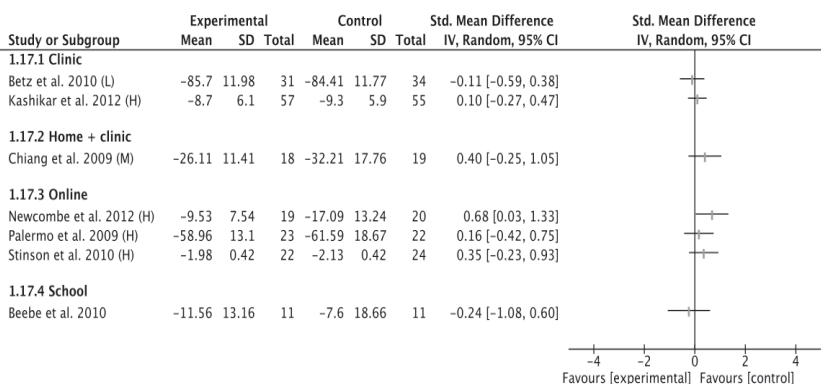 Experimental Control Std. Mean Difference Std. Mean Difference
Study or Subgroup Mean SD Total Mean SD Total IV, Random, 95% CI IV, Random, 95% CI
1.17.1 Clinic
Betz et al. 2010 (L) −85.7 11.98 31 −84.41 11.77 34 −0.11 [−0.59, 0.38]
Kashikar et al. 2012 (H) −8.7 6.1 57 −9.3 5.9 55 0.10 [−0.27, 0.47]
1.17.2 Home + clinic
Chiang et al. 2009 (M) −26.11 11.41 18 −32.21 17.76 19 0.40 [−0.25, 1.05]
1.17.3 Online
Newcombe et al. 2012 (H) −9.53 7.54 19 −17.09 13.24 20 0.68 [0.03, 1.33]
Palermo et al. 2009 (H) −58.96 13.1 23 −61.59 18.67 22 0.16 [−0.42, 0.75]
Stinson et al. 2010 (H) −1.98 0.42 22 −2.13 0.42 24 0.35 [−0.23, 0.93]
1.17.4 School
Beebe et al. 2010 −11.56 13.16 11 −7.6 18.66 11 −0.24 [−1.08, 0.60]
−4 −2 0 2 4
Favours [experimental] Favours [control]